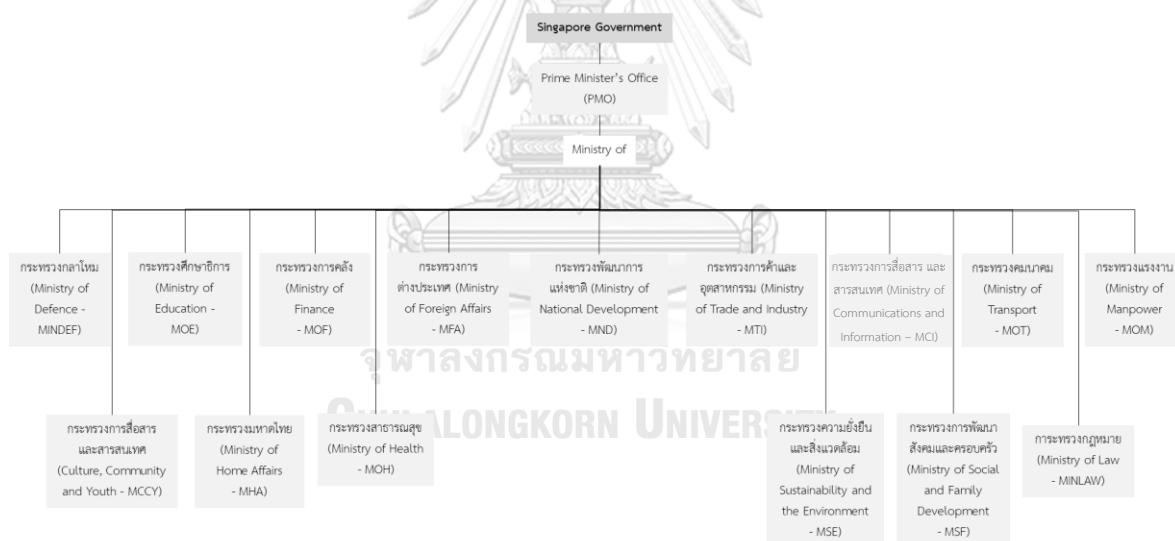 Singapore Government
Prime Minister's Office
(PMO)
Ministry of
กระทรวงกลาโหม
(Ministry of
Defence -
MINDEF)
กระทรวงศึกษาธิการ
(Ministry of
Education -
MOE)
กระทรวงการคลัง
(Ministry of
Finance
- MOF)
กระทรวงการ
ต่างประเทศ (Ministry
of Foreign Affairs
- MFA)
กระทรวงพัฒนาการ
แห่งชาติ (Ministry of
National Development
- MND)
กระทรวงการค้าและ
อุตสาหกรรม (Ministry
of Trade and Industry
- MTI)
กระทรวงการสื่อสาร และ
สารสนเทศ (Ministry of
Communications and
Information – MCI)
กระทรวงคมนาคม
(Ministry of
Transport
- MOT)
กระทรวงแรงงาน
(Ministry of
Manpower
- MOM)
จุฬาลงกรณ์มหาวิทยาลัย
CHULALONGKORN UNIVERSITY
กระทรวงการสื่อสาร
และสารสนเทศ
(Culture, Community
and Youth - MCCY)
กระทรวงมหาดไทย
(Ministry of
Home Affairs
- MHA)
กระทรวงสาธารณสุข
(Ministry of Health
- MOH)
กระทรวงความยั่งยืน
และสิ่งแวดล้อม
(Ministry of
Sustainability and
the Environment
- MSE)
กระทรวงการพัฒนา
สังคมและครอบครัว
(Ministry of Social
and Family
Development
- MSF)
การะทรวงกฎหมาย
(Ministry of Law
- MINLAW)